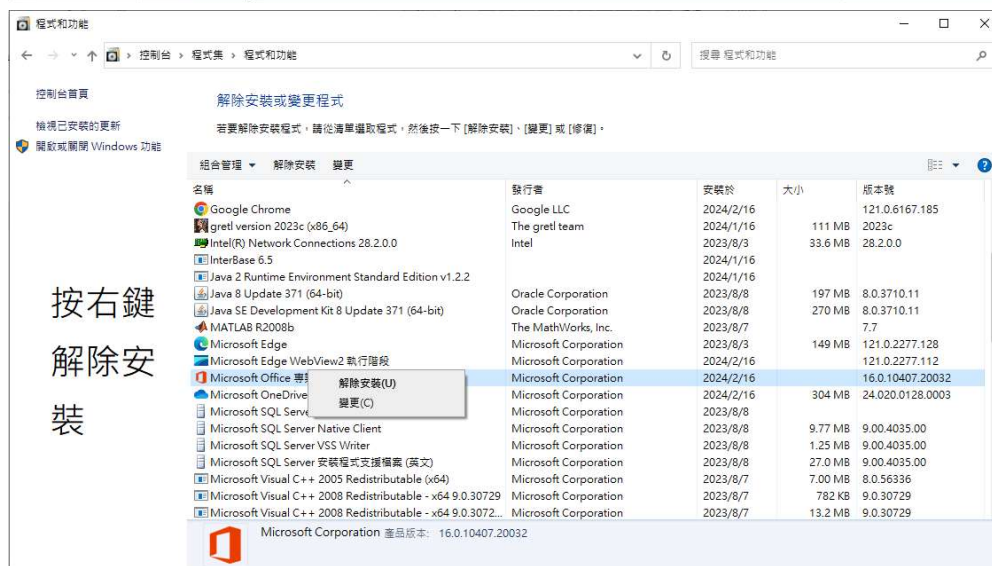 程式和功能
控制台 › 程式集 › 程式和功能
搜尋 程式和功能
控制台首頁
檢視已安裝的更新
開啟或關閉 Windows 功能
解除安裝或變更程式
若要解除安裝程式，請從清單選取程式，然後按一下 [解除安裝]、[變更] 或 [修復]。
組合管理 解除安裝 變更
名稱 發行者 安裝於 大小 版本號
Google Chrome Google LLC 2024/2/16 121.0.6167.185
gretl version 2023c (x86_64) The gretl team 2024/1/16 111 MB 2023c
Intel(R) Network Connections 28.2.0.0 Intel 2023/8/3 33.6 MB 28.2.0.0
InterBase 6.5 2024/1/16
Java 2 Runtime Environment Standard Edition v1.2.2 2024/1/16
Java 8 Update 371 (64-bit) Oracle Corporation 2023/8/8 197 MB 8.0.3710.11
Java SE Development Kit 8 Update 371 (64-bit) Oracle Corporation 2023/8/8 270 MB 8.0.3710.11
MATLAB R2008b The MathWorks, Inc. 2023/8/7 7.7
Microsoft Edge Microsoft Corporation 2023/8/3 149 MB 121.0.2277.128
Microsoft Edge WebView2 執行階段 Microsoft Corporation 2024/2/16 121.0.2277.112
Microsoft Office Microsoft Corporation 2024/2/16 16.0.10407.20032
解除安裝(U)
Microsoft OneDrive Microsoft Corporation 2024/2/16 304 MB 24.020.0128.0003
變更(C)
Microsoft SQL Serve Microsoft Corporation 2023/8/8
Microsoft SQL Server Native Client Microsoft Corporation 2023/8/8 9.77 MB 9.00.4035.00
Microsoft SQL Server VSS Writer Microsoft Corporation 2023/8/8 1.25 MB 9.00.4035.00
Microsoft SQL Server 安裝程式支援檔案 (英文) Microsoft Corporation 2023/8/8 27.0 MB 9.00.4035.00
Microsoft Visual C++ 2005 Redistributable (x64) Microsoft Corporation 2023/8/7 7.00 MB 8.0.56336
Microsoft Visual C++ 2008 Redistributable - x64 9.0.30729 Microsoft Corporation 2023/8/7 782 KB 9.0.30729
Microsoft Visual C++ 2008 Redistributable - x64 9.0.3072... Microsoft Corporation 2023/8/7 13.2 MB 9.0.30729
Microsoft Corporation 產品版本: 16.0.10407.20032
按右鍵
解除安
裝